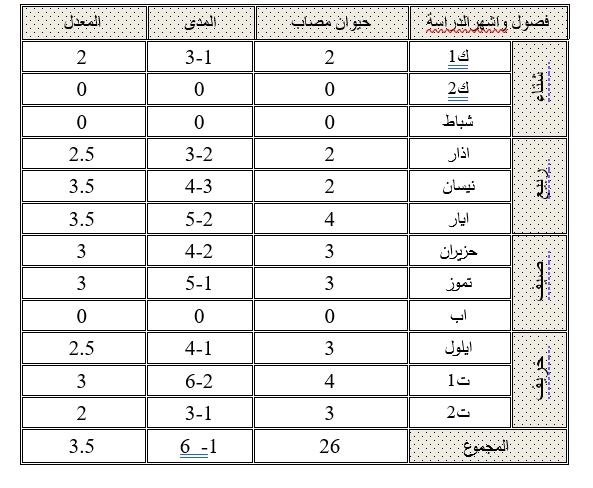 فصول واشهر الدراسة حيوان مصاب المدى المعدل
شتاء ك1 2 3-1 2
ك2 0 0 0
شباط 0 0 0
ربيع اذار 2 3-2 2.5
نيسان 2 4-3 3.5
ايار 4 5-2 3.5
صيف حزيران 3 4-2 3
تموز 3 5-1 3
اب 0 0 0
خريف ايلول 3 4-1 2.5
ت1 4 6-2 3
ت2 3 3-1 2
المجموع 26 6 -1 3.5